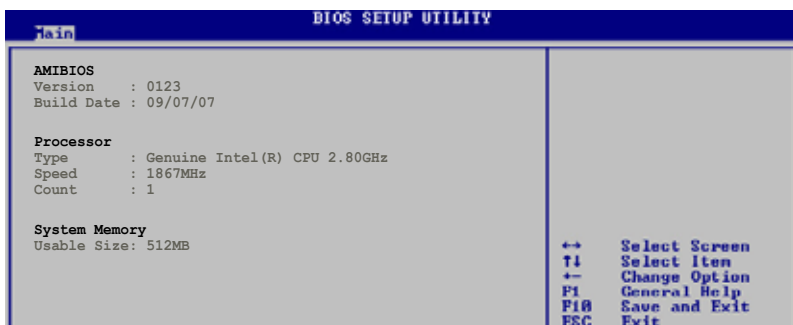 BIOS SETUP UTILITY
Main
AMIBIOS
Version : 0123
Build Date : 09/07/07
Processor
Type : Genuine Intel(R) CPU 2.80GHz
Speed : 1867MHz
Count : 1
System Memory
Usable Size: 512MB
↔ Select Screen
↑↓ Select Item
+- Change Option
F1 General Help
F10 Save and Exit
ESC Exit